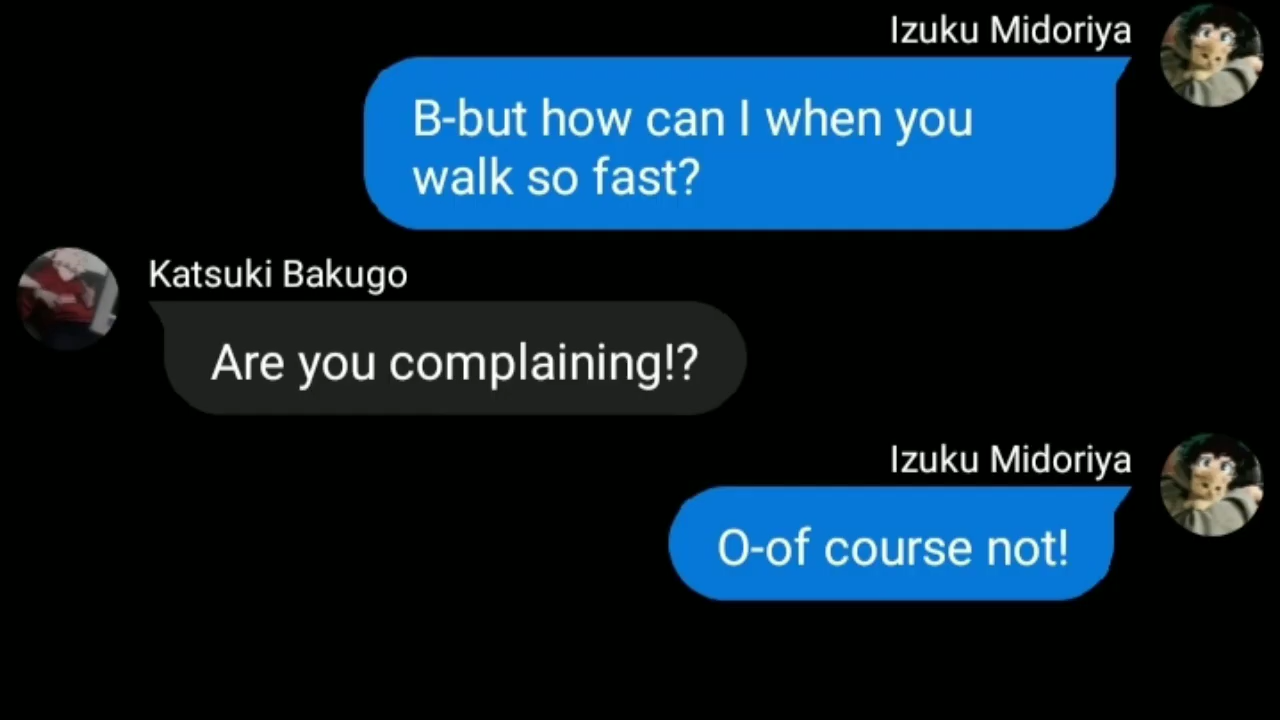 Izuku Midoriya
B-but how can I when you
walk so fast?
Katsuki Bakugo
Are you complaining!?
Izuku Midoriya
O-of course not!